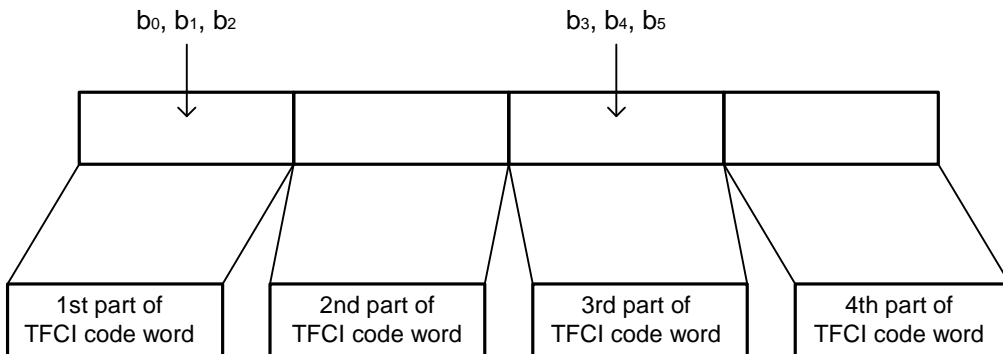 b0, b1, b2
b3, b4, b5
1st part of
TFCI code word
2nd part of
TFCI code word
3rd part of
TFCI code word
4th part of
TFCI code word